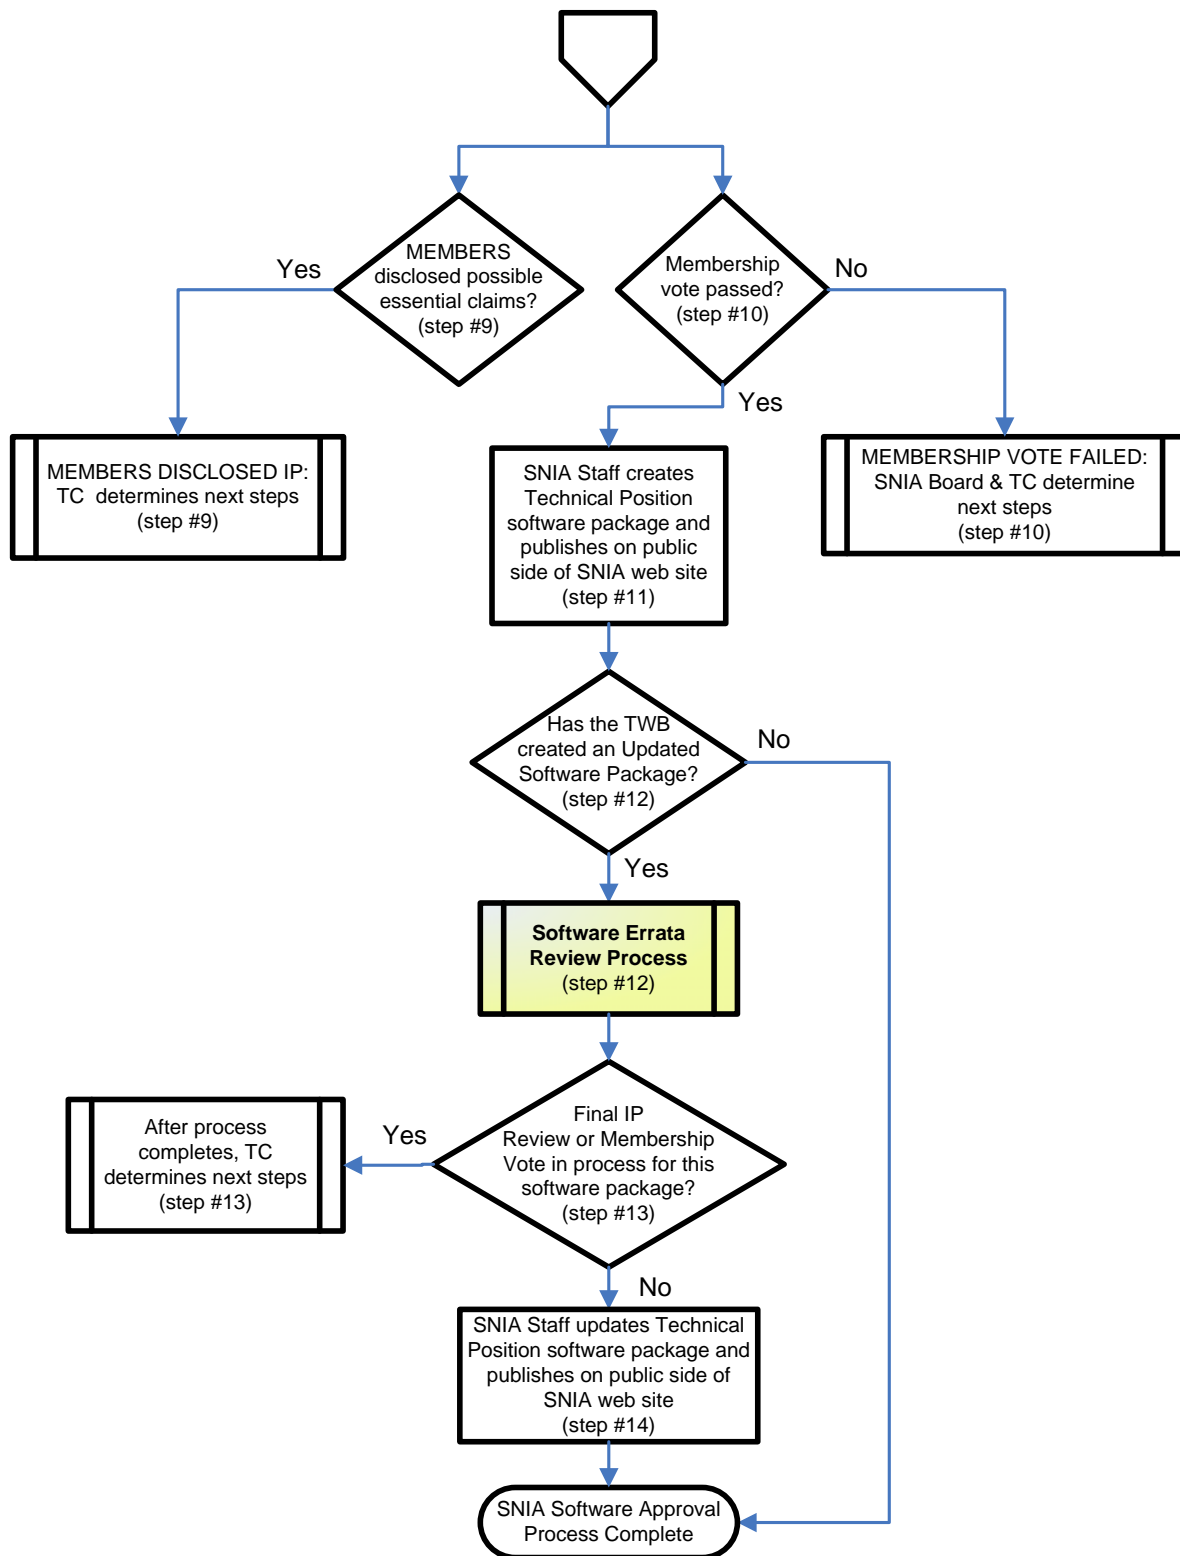 MEMBERS
disclosed possible
essential claims?
(step #9)
Yes
Membership
vote passed?
(step #10)
No
Yes
MEMBERS DISCLOSED IP:
TC determines next steps
(step #9)
SNIA Staff creates
Technical Position
software package and
publishes on public
side of SNIA web site
(step #11)
MEMBERSHIP VOTE FAILED:
SNIA Board & TC determine
next steps
(step #10)
Has the TWB
created an Updated
Software Package?
(step #12)
No
Yes
Software Errata
Review Process
(step #12)
Final IP
Review or Membership
Vote in process for this
software package?
(step #13)
Yes
After process
completes, TC
determines next steps
(step #13)
No
SNIA Staff updates Technical
Position software package and
publishes on public side of
SNIA web site
(step #14)
SNIA Software Approval
Process Complete